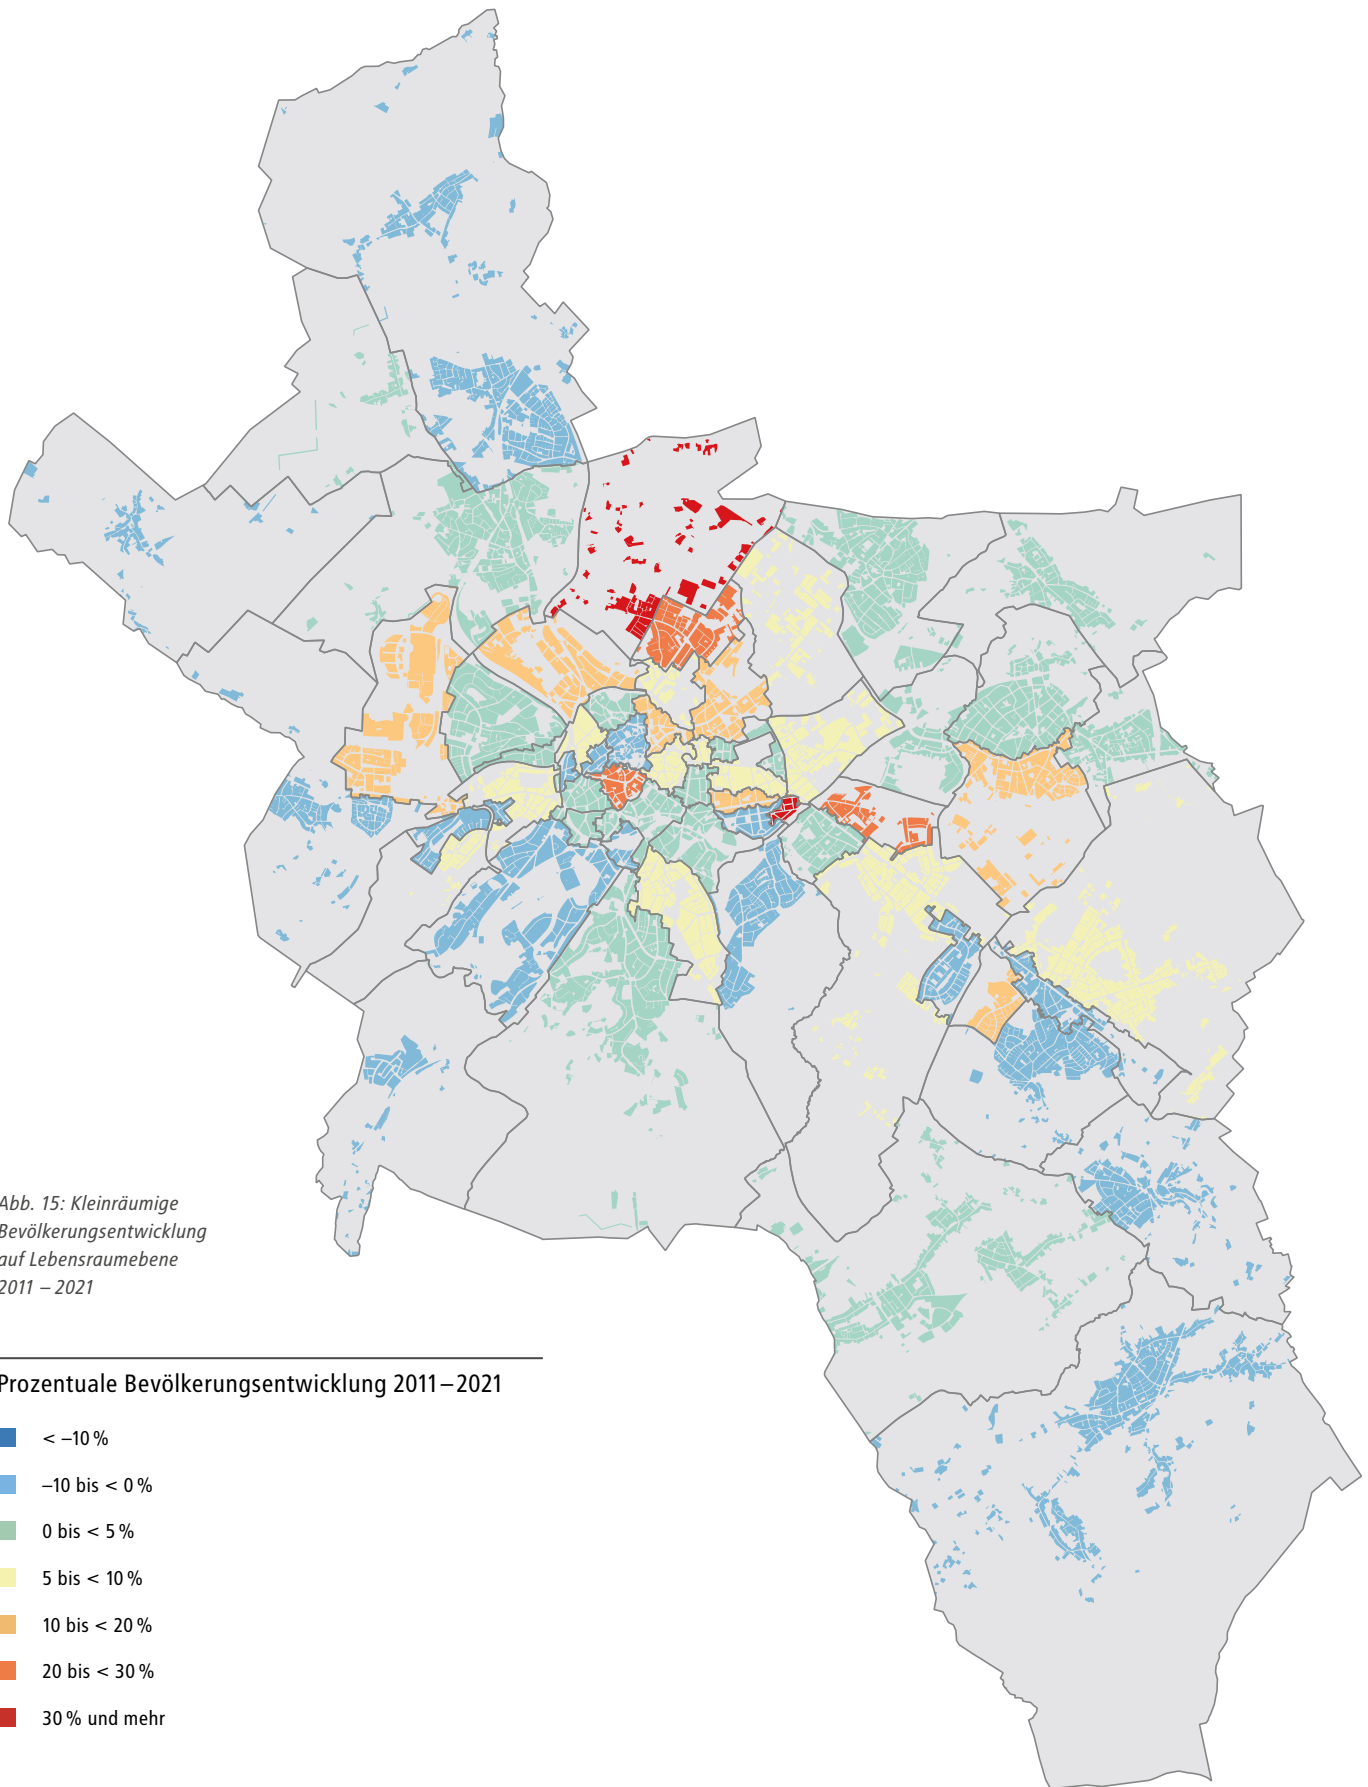 Abb. 15: Kleinräumige
Bevölkerungsentwicklung
auf Lebensraumebene
2011 – 2021
Prozentuale Bevölkerungsentwicklung 2011–2021
< –10 %
–10 bis < 0 %
0 bis < 5 %
5 bis < 10 %
10 bis < 20 %
20 bis < 30 %
30 % und mehr